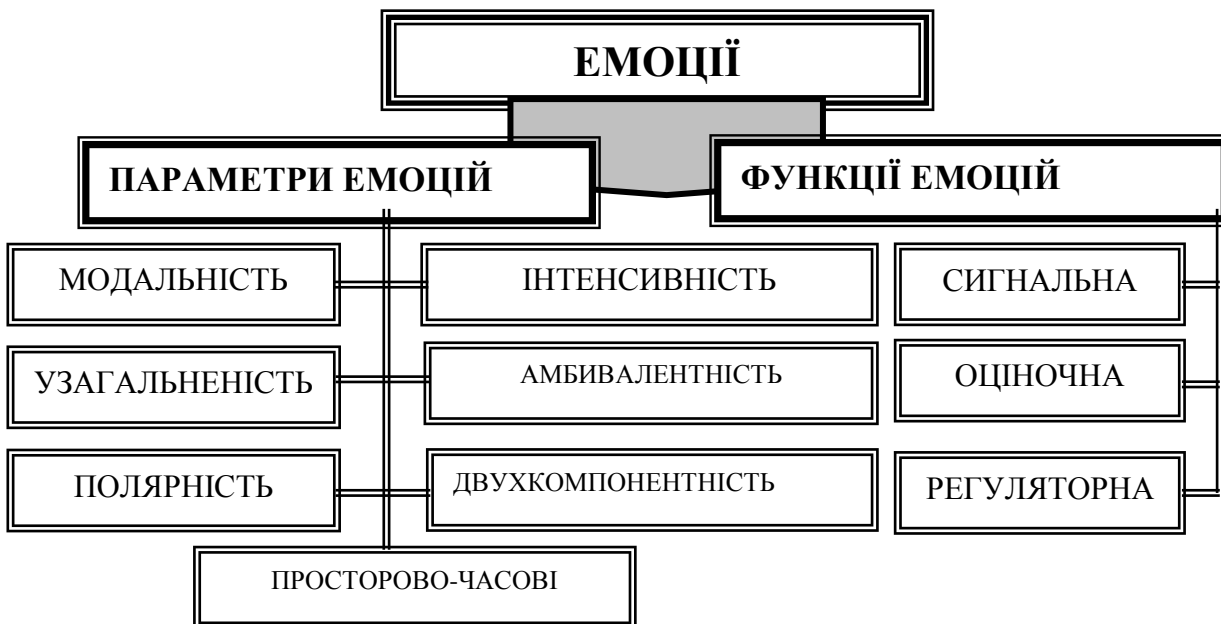 ЕМОЦІЇ
ПАРАМЕТРИ ЕМОЦІЙ
ФУНКЦІЇ ЕМОЦІЙ
МОДАЛЬНІСТЬ
ІНТЕНСИВНІСТЬ
СИГНАЛЬНА
УЗАГАЛЬНЕНІСТЬ
АМБИВАЛЕНТНІСТЬ
ОЦІНОЧНА
ПОЛЯРНІСТЬ
ДВУХКОМПОНЕНТНІСТЬ
РЕГУЛЯТОРНА
ПРОСТОРОВО-ЧАСОВІ